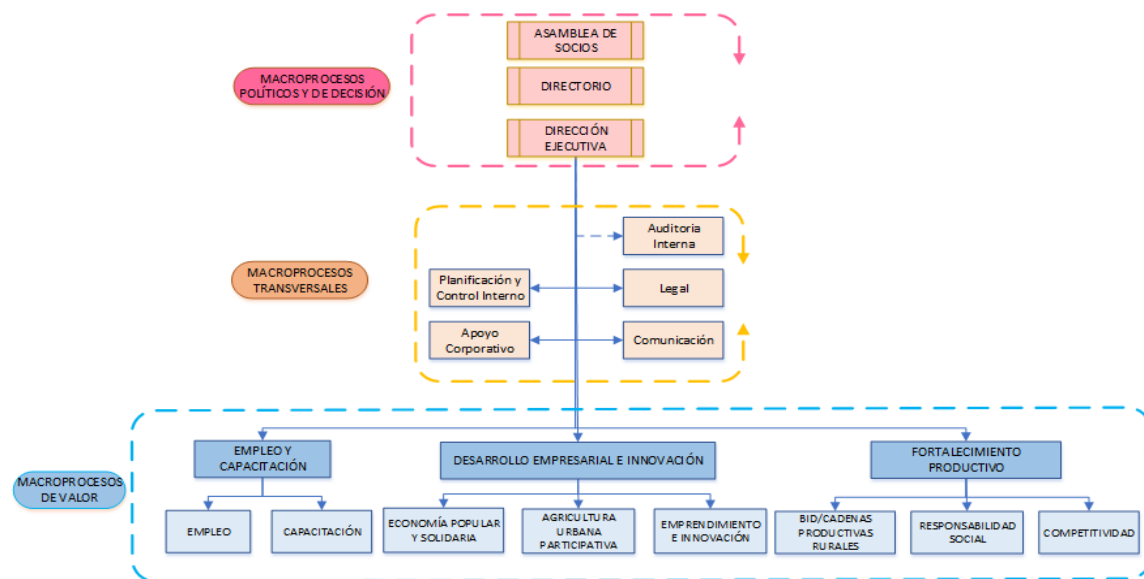 ASAMBLEA DE
SOCIOS
MACROPROCESOS
POLÍTICOS Y DE DECISIÓN
DIRECTORIO
DIRECCIÓN
EJECUTIVA
Auditoria
Interna
MACROPROCESOS
TRANSVERSALES
Planificación y
Control Interno
Legal
Apoyo
Corporativo
Comunicación
MACROPROCESOS
DE VALOR
EMPLEO Y
CAPACITACIÓN
DESARROLLO EMPRESARIAL E INNOVACIÓN
FORTALECIMIENTO
PRODUCTIVO
EMPLEO
CAPACITACIÓN
ECONOMÍA POPULAR
Y SOLIDARIA
AGRICULTURA
URBANA
PARTICIPATIVA
EMPRENDIMIENTO
E INNOVACIÓN
BID/CADENAS
PRODUCTIVAS
RURALES
RESPONSABILIDAD
SOCIAL
COMPETITIVIDAD